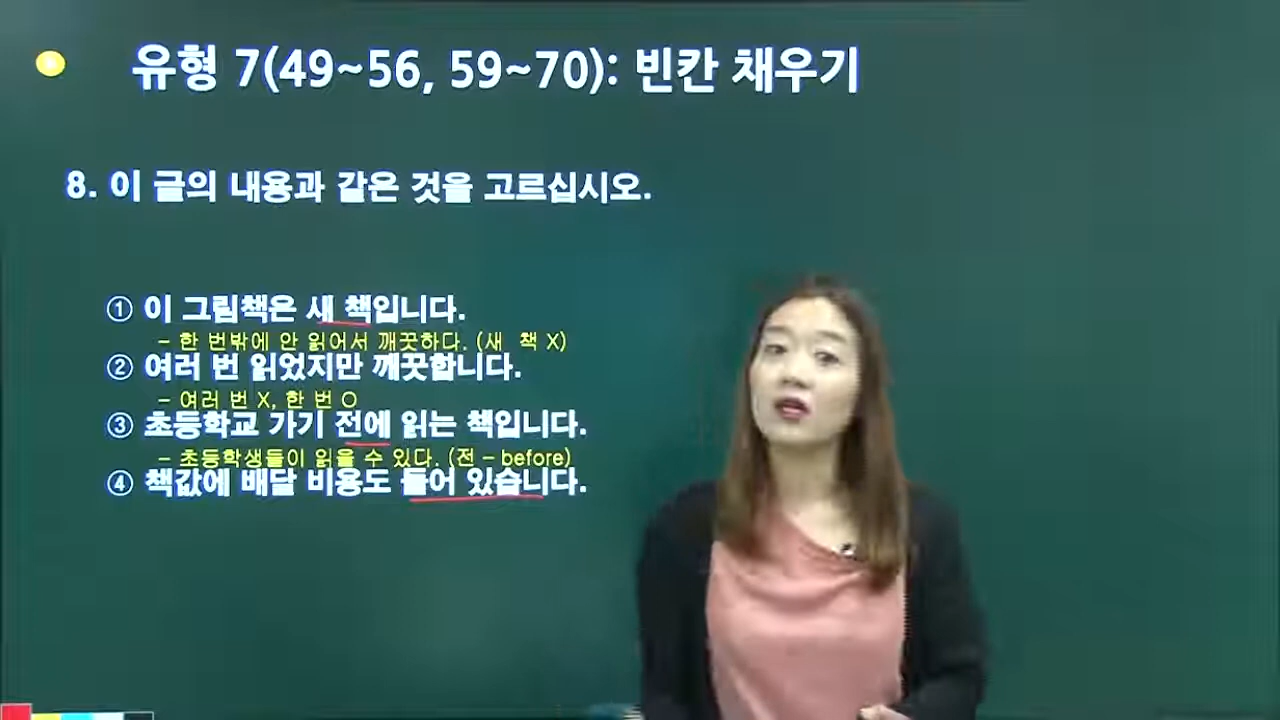 유형 7(49~56, 59~70): 빈칸 채우기
8. 이 글의 내용과 같은 것을 고르십시오.
① 이 그림책은 새 책입니다.
- 한 번밖에 안 읽어서 깨끗하다. (새 책 X)
② 여러 번 읽었지만 깨끗합니다.
- 여러 번 X, 한 번 O
③ 초등학교 가기 전에 읽는 책입니다.
- 초등학생들이 읽을 수 있다. (전 - before)
④ 책값에 배달 비용도 들어 있습니다.